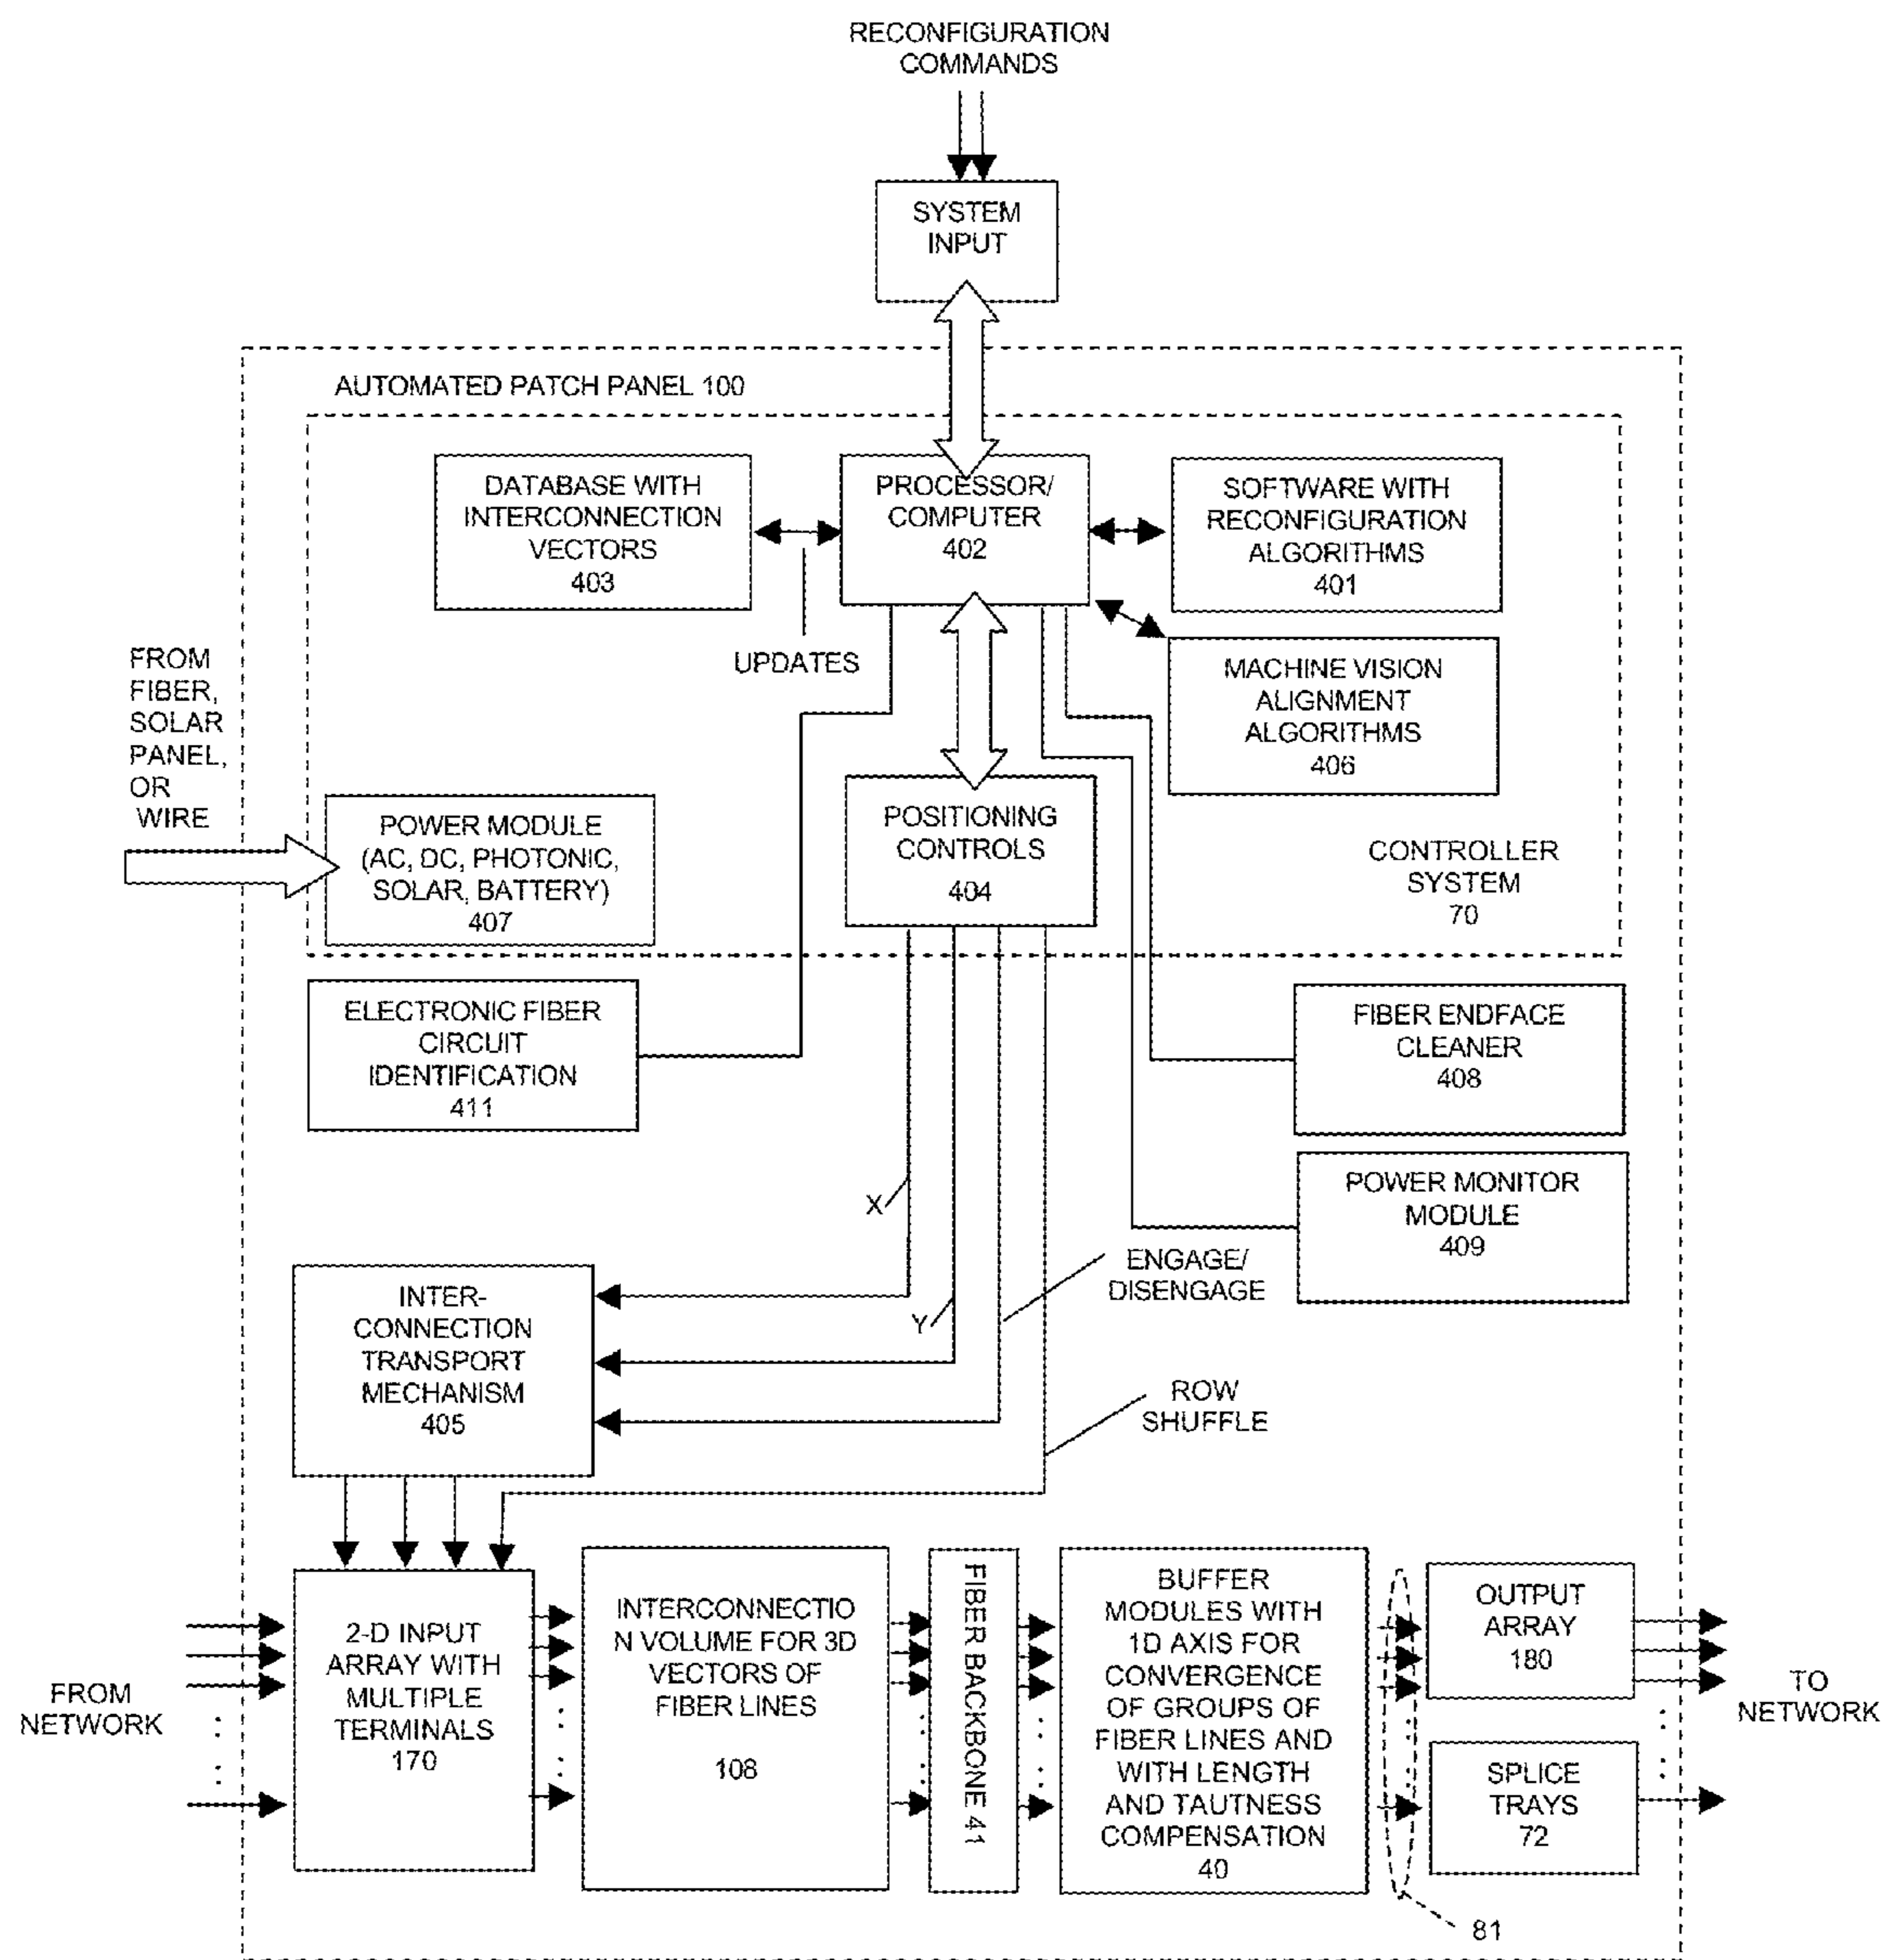 RECONFIGURATION
COMMANDS
SYSTEM
INPUT
AUTOMATED PATCH PANEL 100
DATABASE WITH
INTERCONNECTION
VECTORS
403
PROCESSOR/
COMPUTER
402
SOFTWARE WITH
RECONFIGURATION
ALGORITHMS
401
UPDATES
MACHINE VISION
ALIGNMENT
ALGORITHMS
406
FROM
FIBER,
SOLAR
PANEL,
OR
WIRE
POWER MODULE
(AC, DC, PHOTONIC,
SOLAR, BATTERY)
407
POSITIONING
CONTROLS
404
CONTROLLER
SYSTEM
70
ELECTRONIC FIBER
CIRCUIT
IDENTIFICATION
411
FIBER ENDFACE
CLEANER
408
POWER MONITOR
MODULE
409
X
Y
ENGAGE/
DISENGAGE
INTER-
CONNECTION
TRANSPORT
MECHANISM
405
ROW
SHUFFLE
FROM
NETWORK
2-D INPUT
ARRAY WITH
MULTIPLE
TERMINALS
170
INTERCONNECTIO
N VOLUME FOR 3D
VECTORS OF
FIBER LINES
108
FIBER BACKBONE 41
BUFFER
MODULES WITH
1D AXIS FOR
CONVERGENCE
OF GROUPS OF
FIBER LINES AND
WITH LENGTH
AND TAUTNESS
COMPENSATION
40
OUTPUT
ARRAY
180
SPLICE
TRAYS
72
TO
NETWORK
81